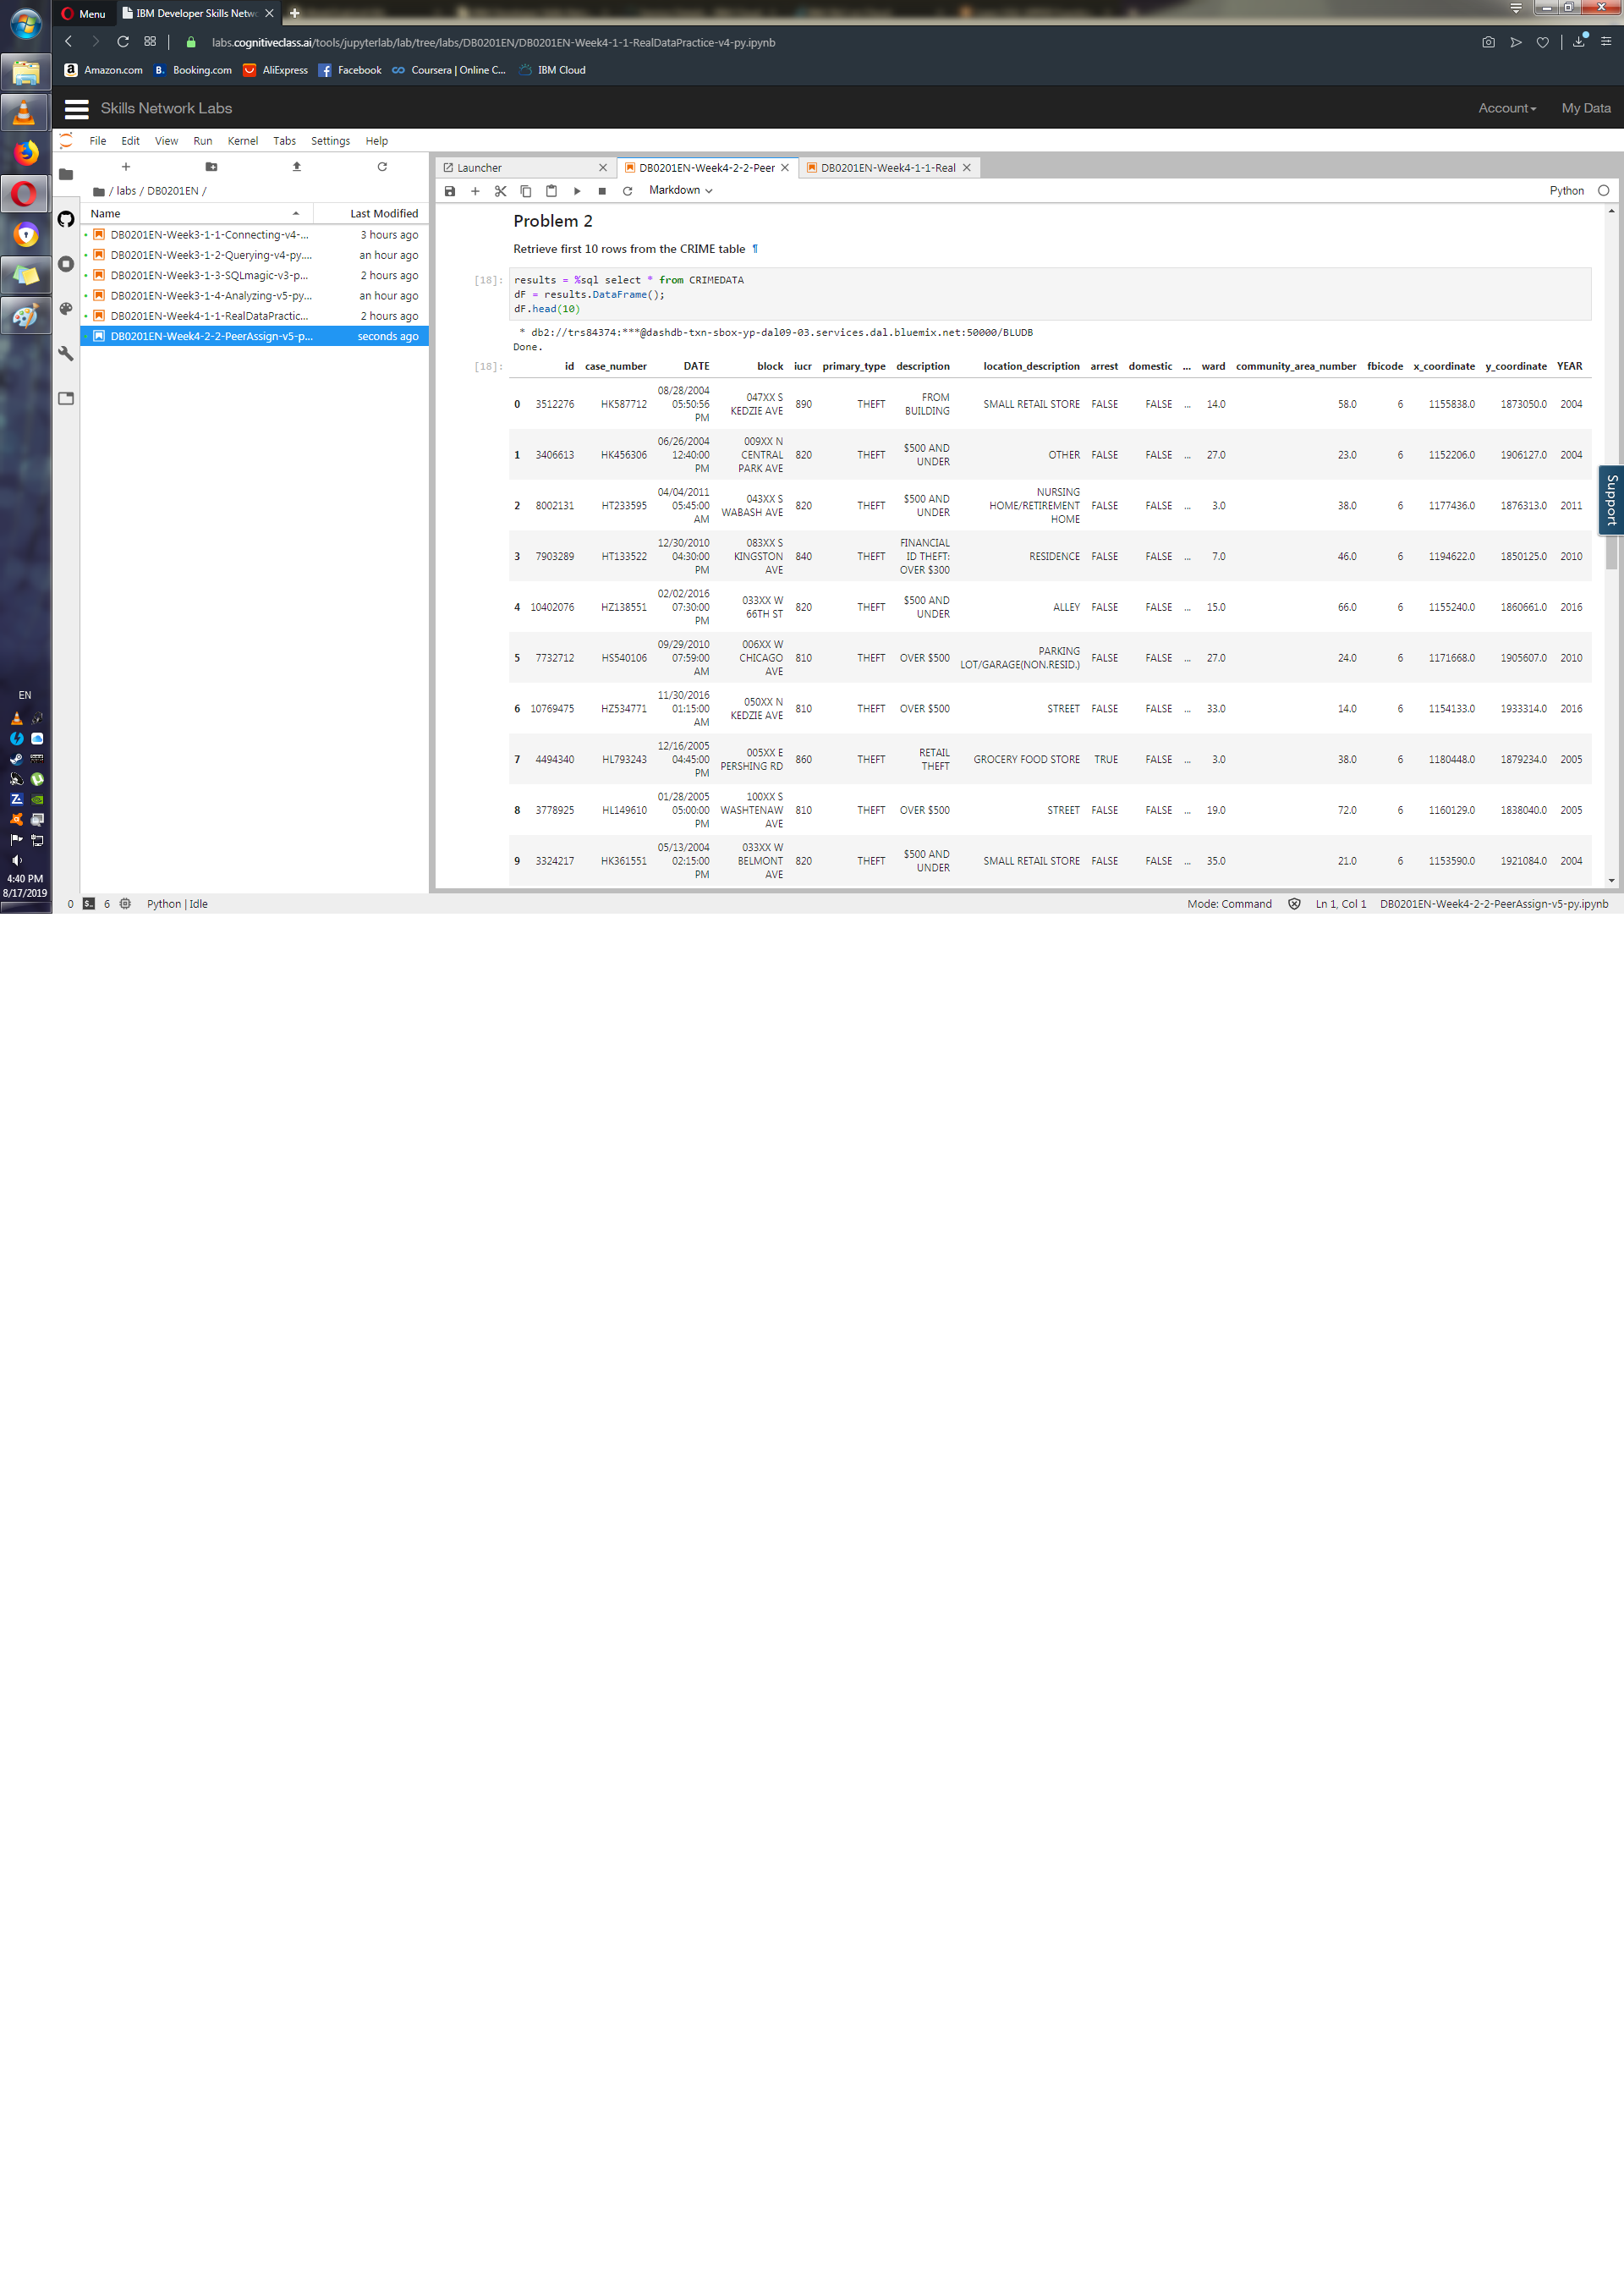 Menu
IBM Developer Skills Netwo
labs.cognitiveclass.ai/tools/jupyterlab/lab/tree/labs/DB0201EN/DB0201EN-Week4-1-1-RealDataPractice-v4-py.ipynb
Amazon.com Booking.com AliExpress Facebook Coursera | Online C... IBM Cloud
Skills Network Labs Account My Data
File Edit View Run Kernel Tabs Settings Help
Launcher DB0201EN-Week4-2-2-Peer DB0201EN-Week4-1-1-Real
/ labs / DB0201EN /
Markdown Python
Name Last Modified
DB0201EN-Week3-1-1-Connecting-v4-... 3 hours ago
DB0201EN-Week3-1-2-Querying-v4-py.... an hour ago
DB0201EN-Week3-1-3-SQLmagic-v3-p... 2 hours ago
DB0201EN-Week3-1-4-Analyzing-v5-py... an hour ago
DB0201EN-Week4-1-1-RealDataPractic... 2 hours ago
DB0201EN-Week4-2-2-PeerAssign-v5-p... seconds ago
Problem 2
Retrieve first 10 rows from the CRIME table ¶
[18]: results = %sql select * from CRIMEDATA
dF = results.DataFrame();
dF.head(10)
* db2://trs84374:***@dashdb-txn-sbox-yp-dal09-03.services.dal.bluemix.net:50000/BLUDB
Done.
[18]: id case_number DATE block iucr primary_type description location_description arrest domestic ... ward community_area_number fbicode x_coordinate y_coordinate YEAR
0 3512276 HK587712 08/28/2004 05:50:56 PM 047XX S KEDZIE AVE 890 THEFT FROM BUILDING SMALL RETAIL STORE FALSE FALSE ... 14.0 58.0 6 1155838.0 1873050.0 2004
1 3406613 HK456306 06/26/2004 12:40:00 PM 009XX N CENTRAL PARK AVE 820 THEFT $500 AND UNDER OTHER FALSE FALSE ... 27.0 23.0 6 1152206.0 1906127.0 2004
2 8002131 HT233595 04/04/2011 05:45:00 AM 043XX S WABASH AVE 820 THEFT $500 AND UNDER NURSING HOME/RETIREMENT HOME FALSE FALSE ... 3.0 38.0 6 1177436.0 1876313.0 2011
3 7903289 HT133522 12/30/2010 04:30:00 PM 083XX S KINGSTON AVE 840 THEFT FINANCIAL ID THEFT: OVER $300 RESIDENCE FALSE FALSE ... 7.0 46.0 6 1194622.0 1850125.0 2010
4 10402076 HZ138551 02/02/2016 07:30:00 PM 033XX W 66TH ST 820 THEFT $500 AND UNDER ALLEY FALSE FALSE ... 15.0 66.0 6 1155240.0 1860661.0 2016
5 7732712 HS540106 09/29/2010 07:59:00 AM 006XX W CHICAGO AVE 810 THEFT OVER $500 PARKING LOT/GARAGE(NON.RESID.) FALSE FALSE ... 27.0 24.0 6 1171668.0 1905607.0 2010
6 10769475 HZ534771 11/30/2016 01:15:00 AM 050XX N KEDZIE AVE 810 THEFT OVER $500 STREET FALSE FALSE ... 33.0 14.0 6 1154133.0 1933314.0 2016
7 4494340 HL793243 12/16/2005 04:45:00 PM 005XX E PERSHING RD 860 THEFT RETAIL THEFT GROCERY FOOD STORE TRUE FALSE ... 3.0 38.0 6 1180448.0 1879234.0 2005
8 3778925 HL149610 01/28/2005 05:00:00 PM 100XX S WASHTENAW AVE 810 THEFT OVER $500 STREET FALSE FALSE ... 19.0 72.0 6 1160129.0 1838040.0 2005
9 3324217 HK361551 05/13/2004 02:15:00 PM 033XX W BELMONT AVE 820 THEFT $500 AND UNDER SMALL RETAIL STORE FALSE FALSE ... 35.0 21.0 6 1153590.0 1921084.0 2004
Support
EN
4:40 PM
8/17/2019
0 6 Python | Idle Mode: Command Ln 1, Col 1 DB0201EN-Week4-2-2-PeerAssign-v5-py.ipynb